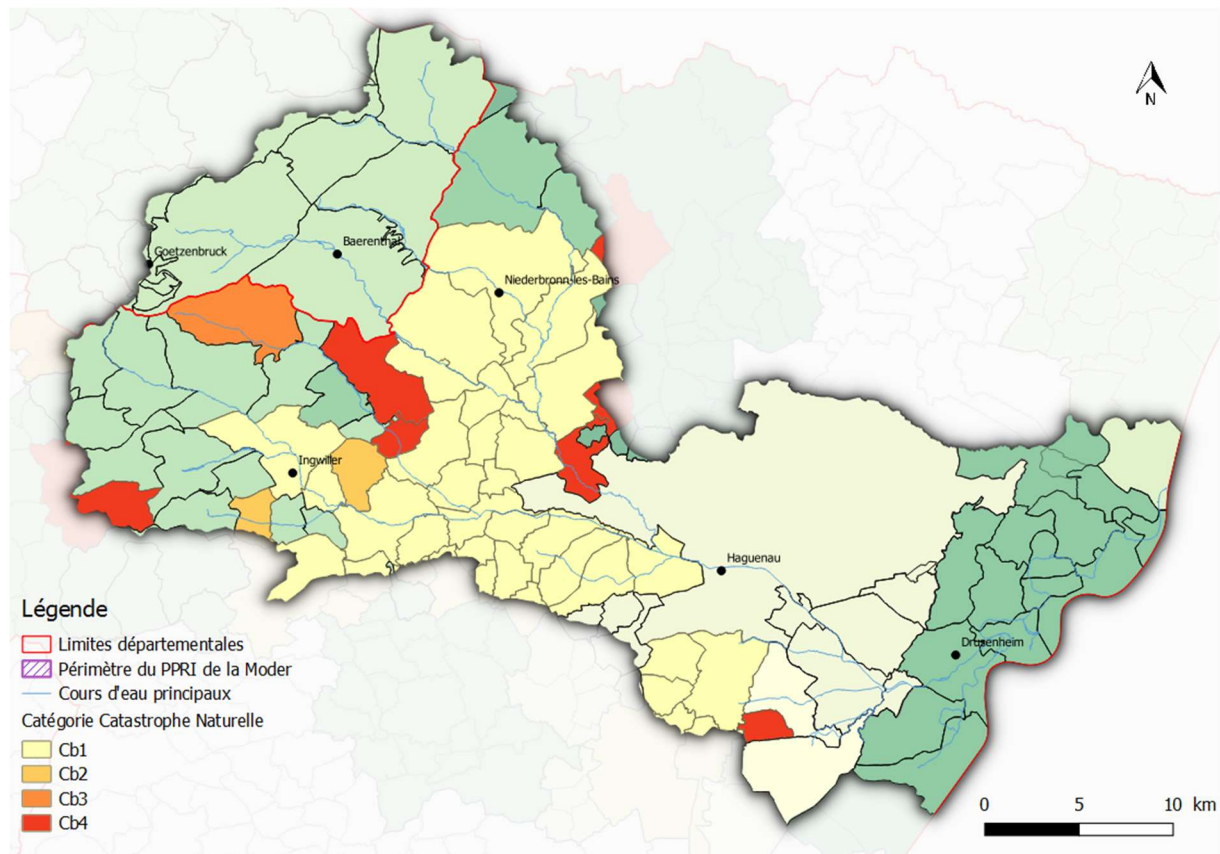 N
Goetzenbruck
Baerenthal
Niederbronn-les-Bains
Ingwiller
Haguenau
Drusenheim
Légende
Limites départementales
Périmètre du PPRI de la Moder
Cours d'eau principaux
Catégorie Catastrophe Naturelle
Cb1
Cb2
Cb3
Cb4
0 5 10 km